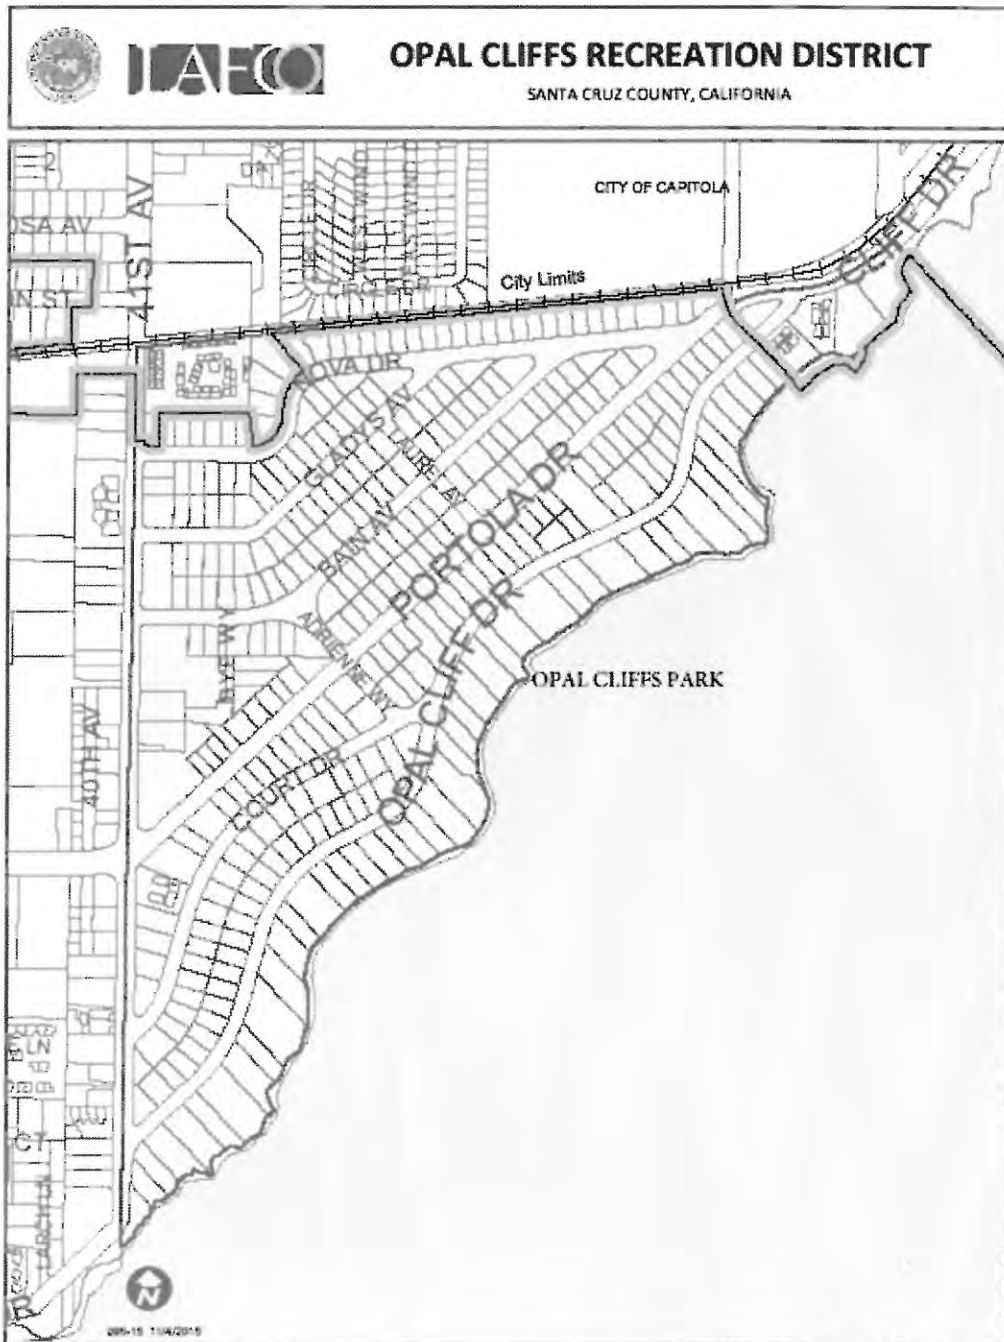 LAFCO
OPAL CLIFFS RECREATION DISTRICT
SANTA CRUZ COUNTY, CALIFORNIA
41ST AV
CITY OF CAPITOLA
CLIFF DR
City Limits
NOVA DR
GLADYS AV
BAIN AV
PORTOLA DR
ADRIENNE WY
OPAL CLIFF DR
OPAL CLIFFS PARK
COURT DR
40TH AV
LARCH LN
N